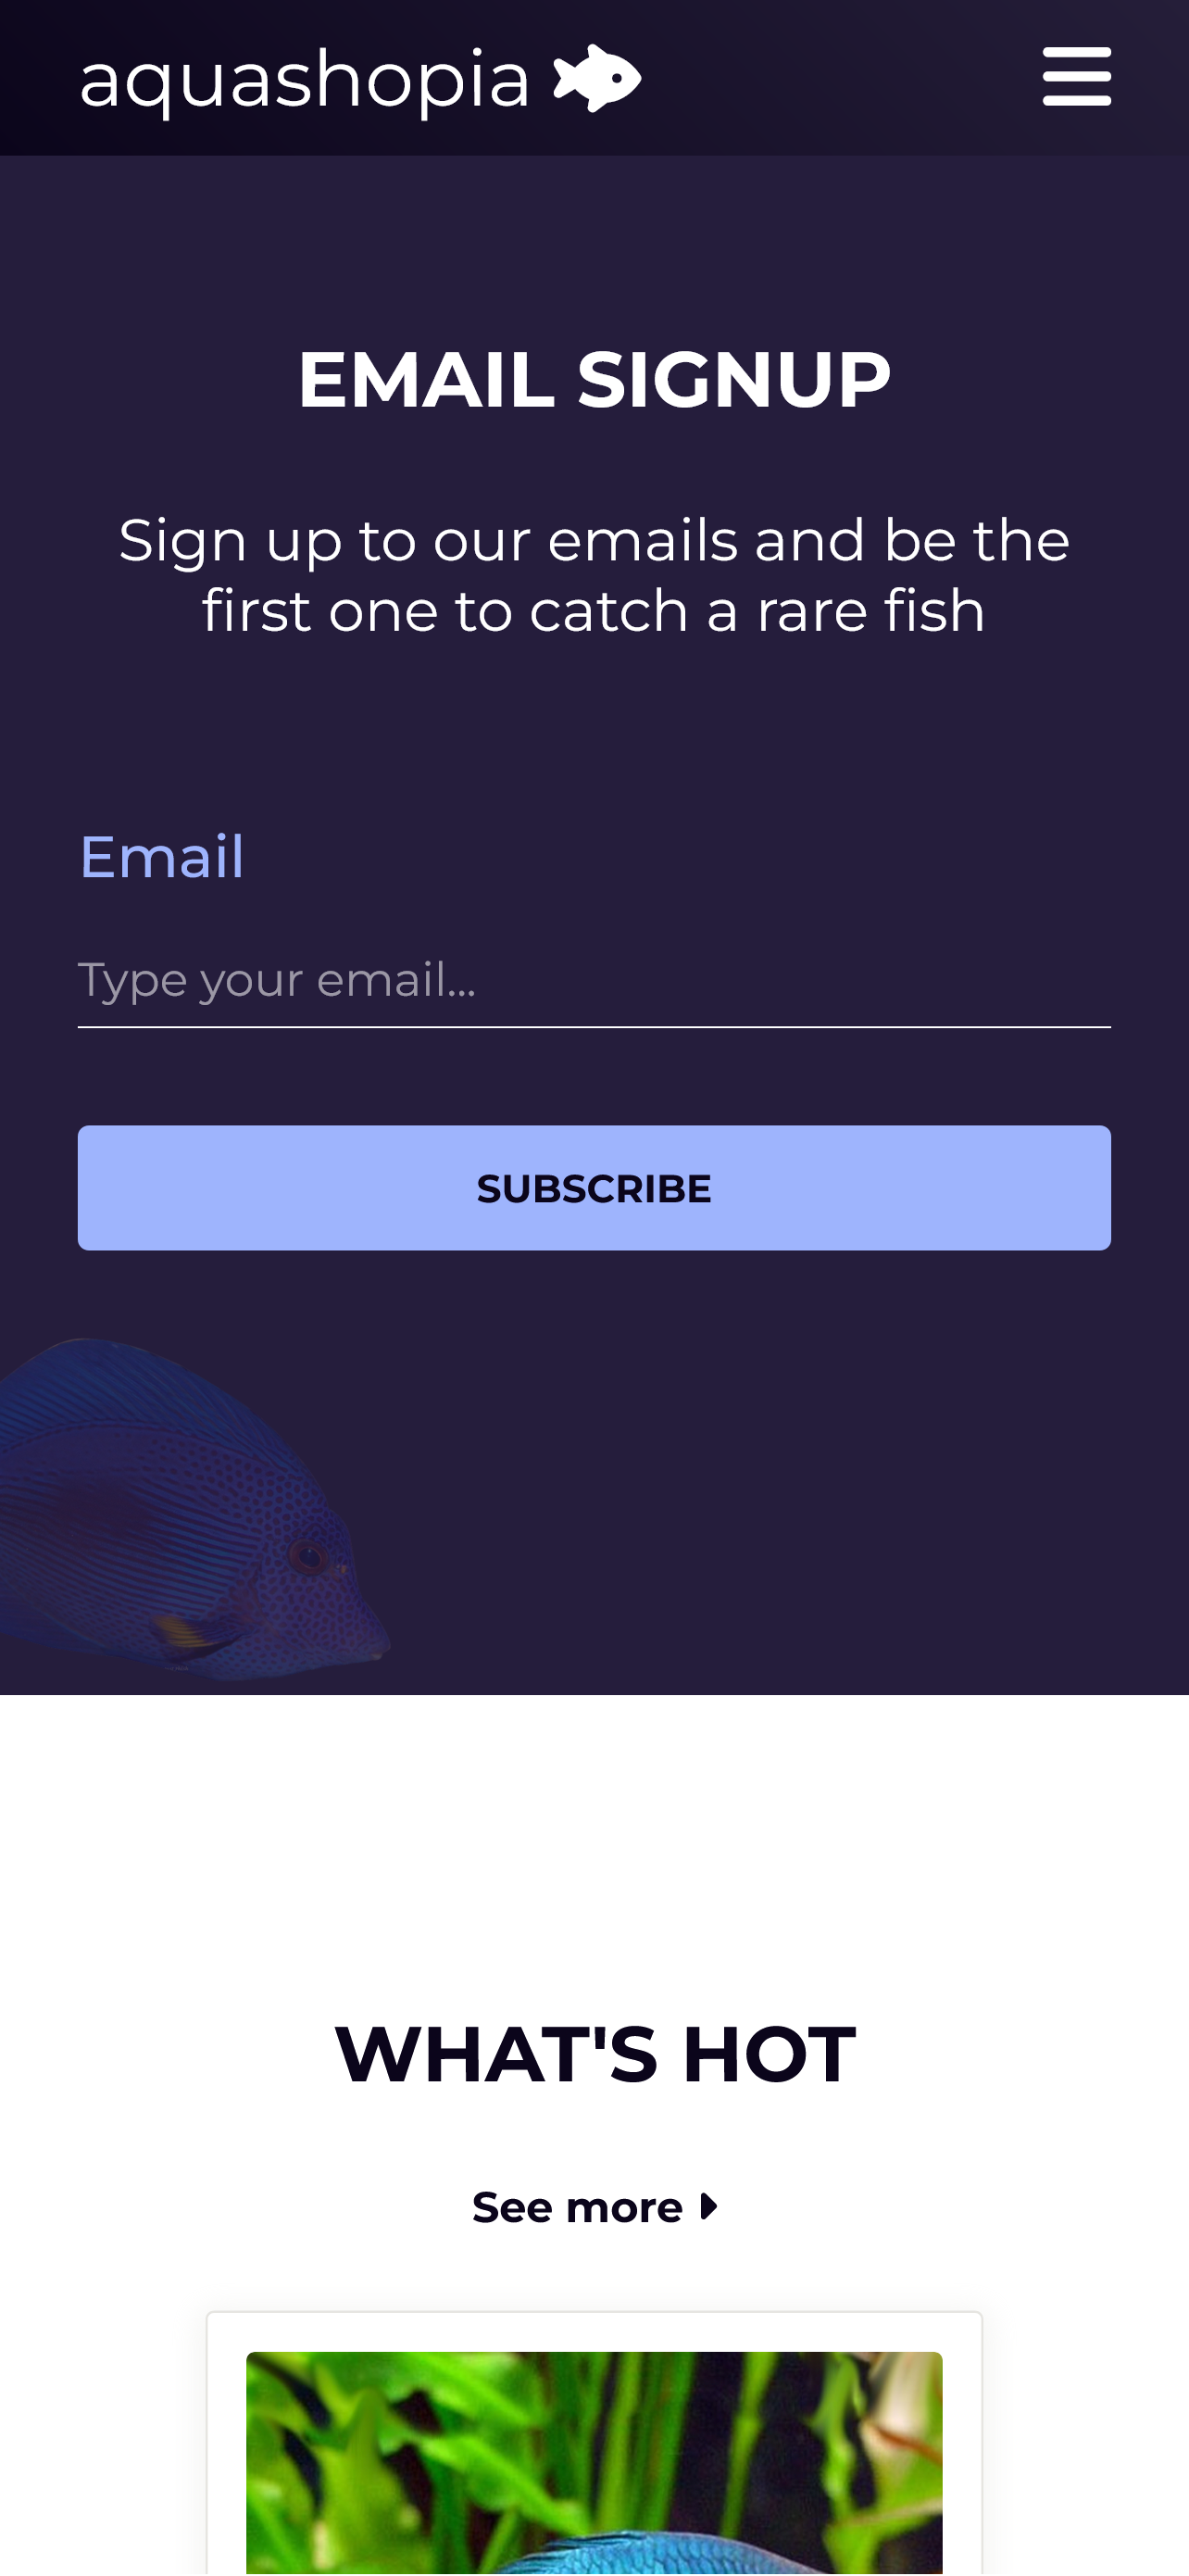 aquashopia
EMAIL SIGNUP
Sign up to our emails and be the
first one to catch a rare fish
Email
Type your email...
SUBSCRIBE
WHAT'S HOT
See more